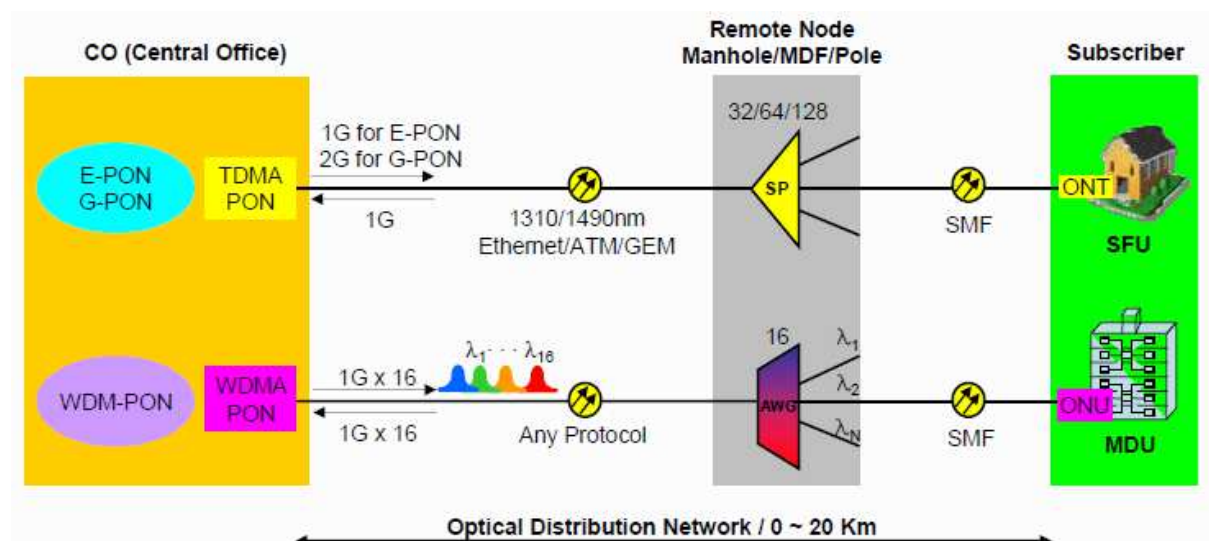 Remote Node
CO (Central Office)
Manhole/MDF/Pole
Subscriber
32/64/128
1G for E-PON
2G for G-PON
E-PON
G-PON
TDMA
PON
SP
ONT
1G
1310/1490nm
Ethernet/ATM/GEM
SMF
SFU
16
λ1 · · · λ16
λ1
WDM-PON
WDMA
PON
1G x 16
λ2
AWG
ONU
1G x 16
Any Protocol
λN
SMF
MDU
Optical Distribution Network / 0 ~ 20 Km